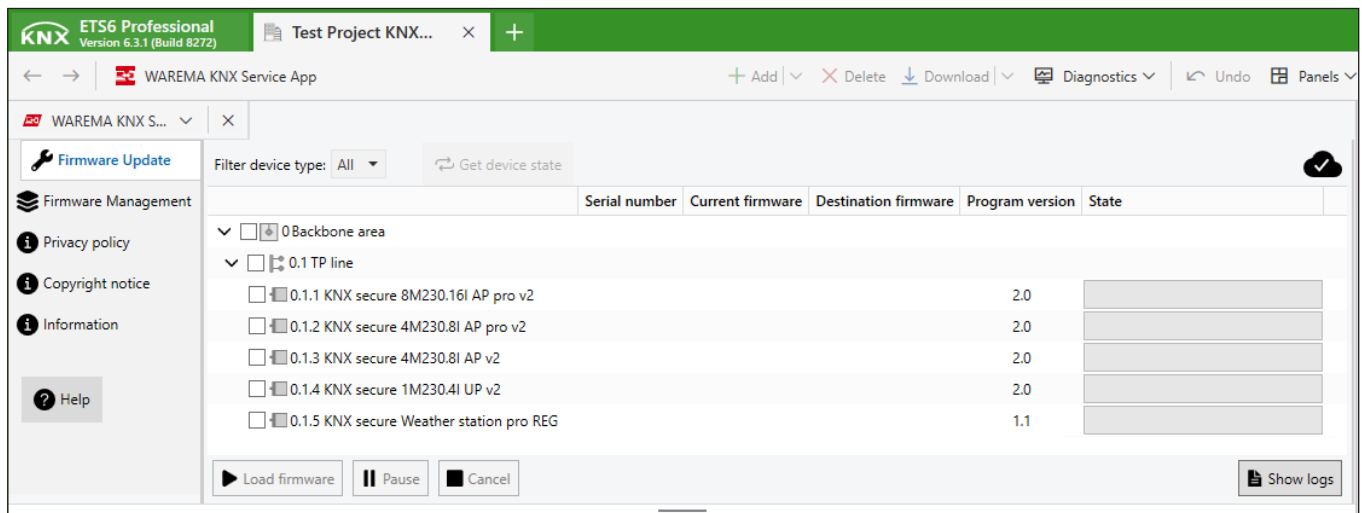 KNX ETS6 Professional
Version 6.3.1 (Build 8272)
Test Project KNX...
WAREMA KNX Service App
Add
Delete
Download
Diagnostics
Undo
Panels
WAREMA KNX S...
Firmware Update
Firmware Management
Privacy policy
Copyright notice
Information
Help
Filter device type: All
Get device state
Serial number Current firmware Destination firmware Program version State
0 Backbone area
0.1 TP line
0.1.1 KNX secure 8M230.16I AP pro v2 2.0
0.1.2 KNX secure 4M230.8I AP pro v2 2.0
0.1.3 KNX secure 4M230.8I AP v2 2.0
0.1.4 KNX secure 1M230.4I UP v2 2.0
0.1.5 KNX secure Weather station pro REG 1.1
Load firmware Pause Cancel Show logs